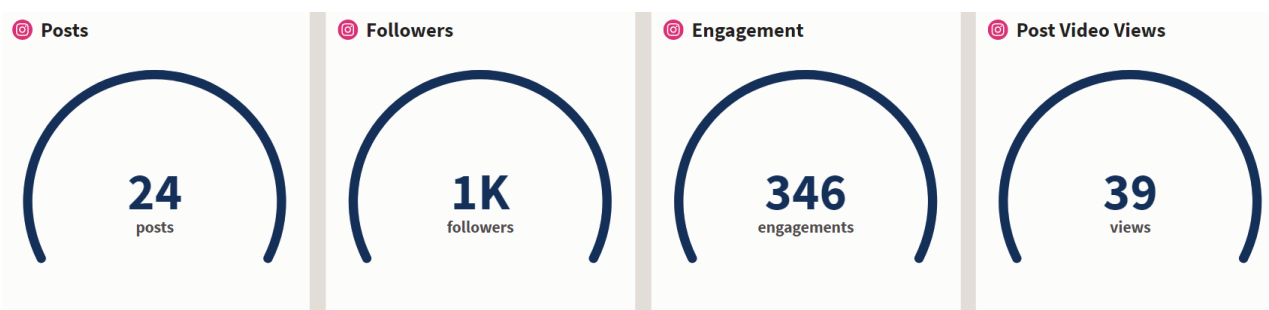 Posts
24
posts
Followers
1K
followers
Engagement
346
engagements
Post Video Views
39
views